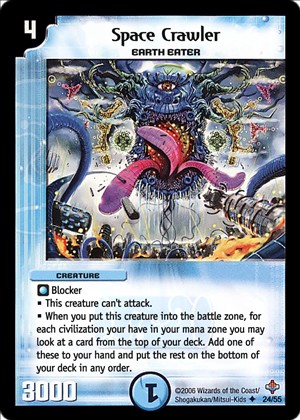 4
Space Crawler
EARTH EATER
CREATURE
Blocker
▪ This creature can't attack.
▪ When you put this creature into the battle zone, for
each civilization you have in your mana zone you may
look at a card from the top of your deck. Add one of
these to your hand and put the rest on the bottom of
your deck in any order.
3000
1
©2006 Wizards of the Coast/
Shogakukan/Mitsui-Kids ♦ 24/55